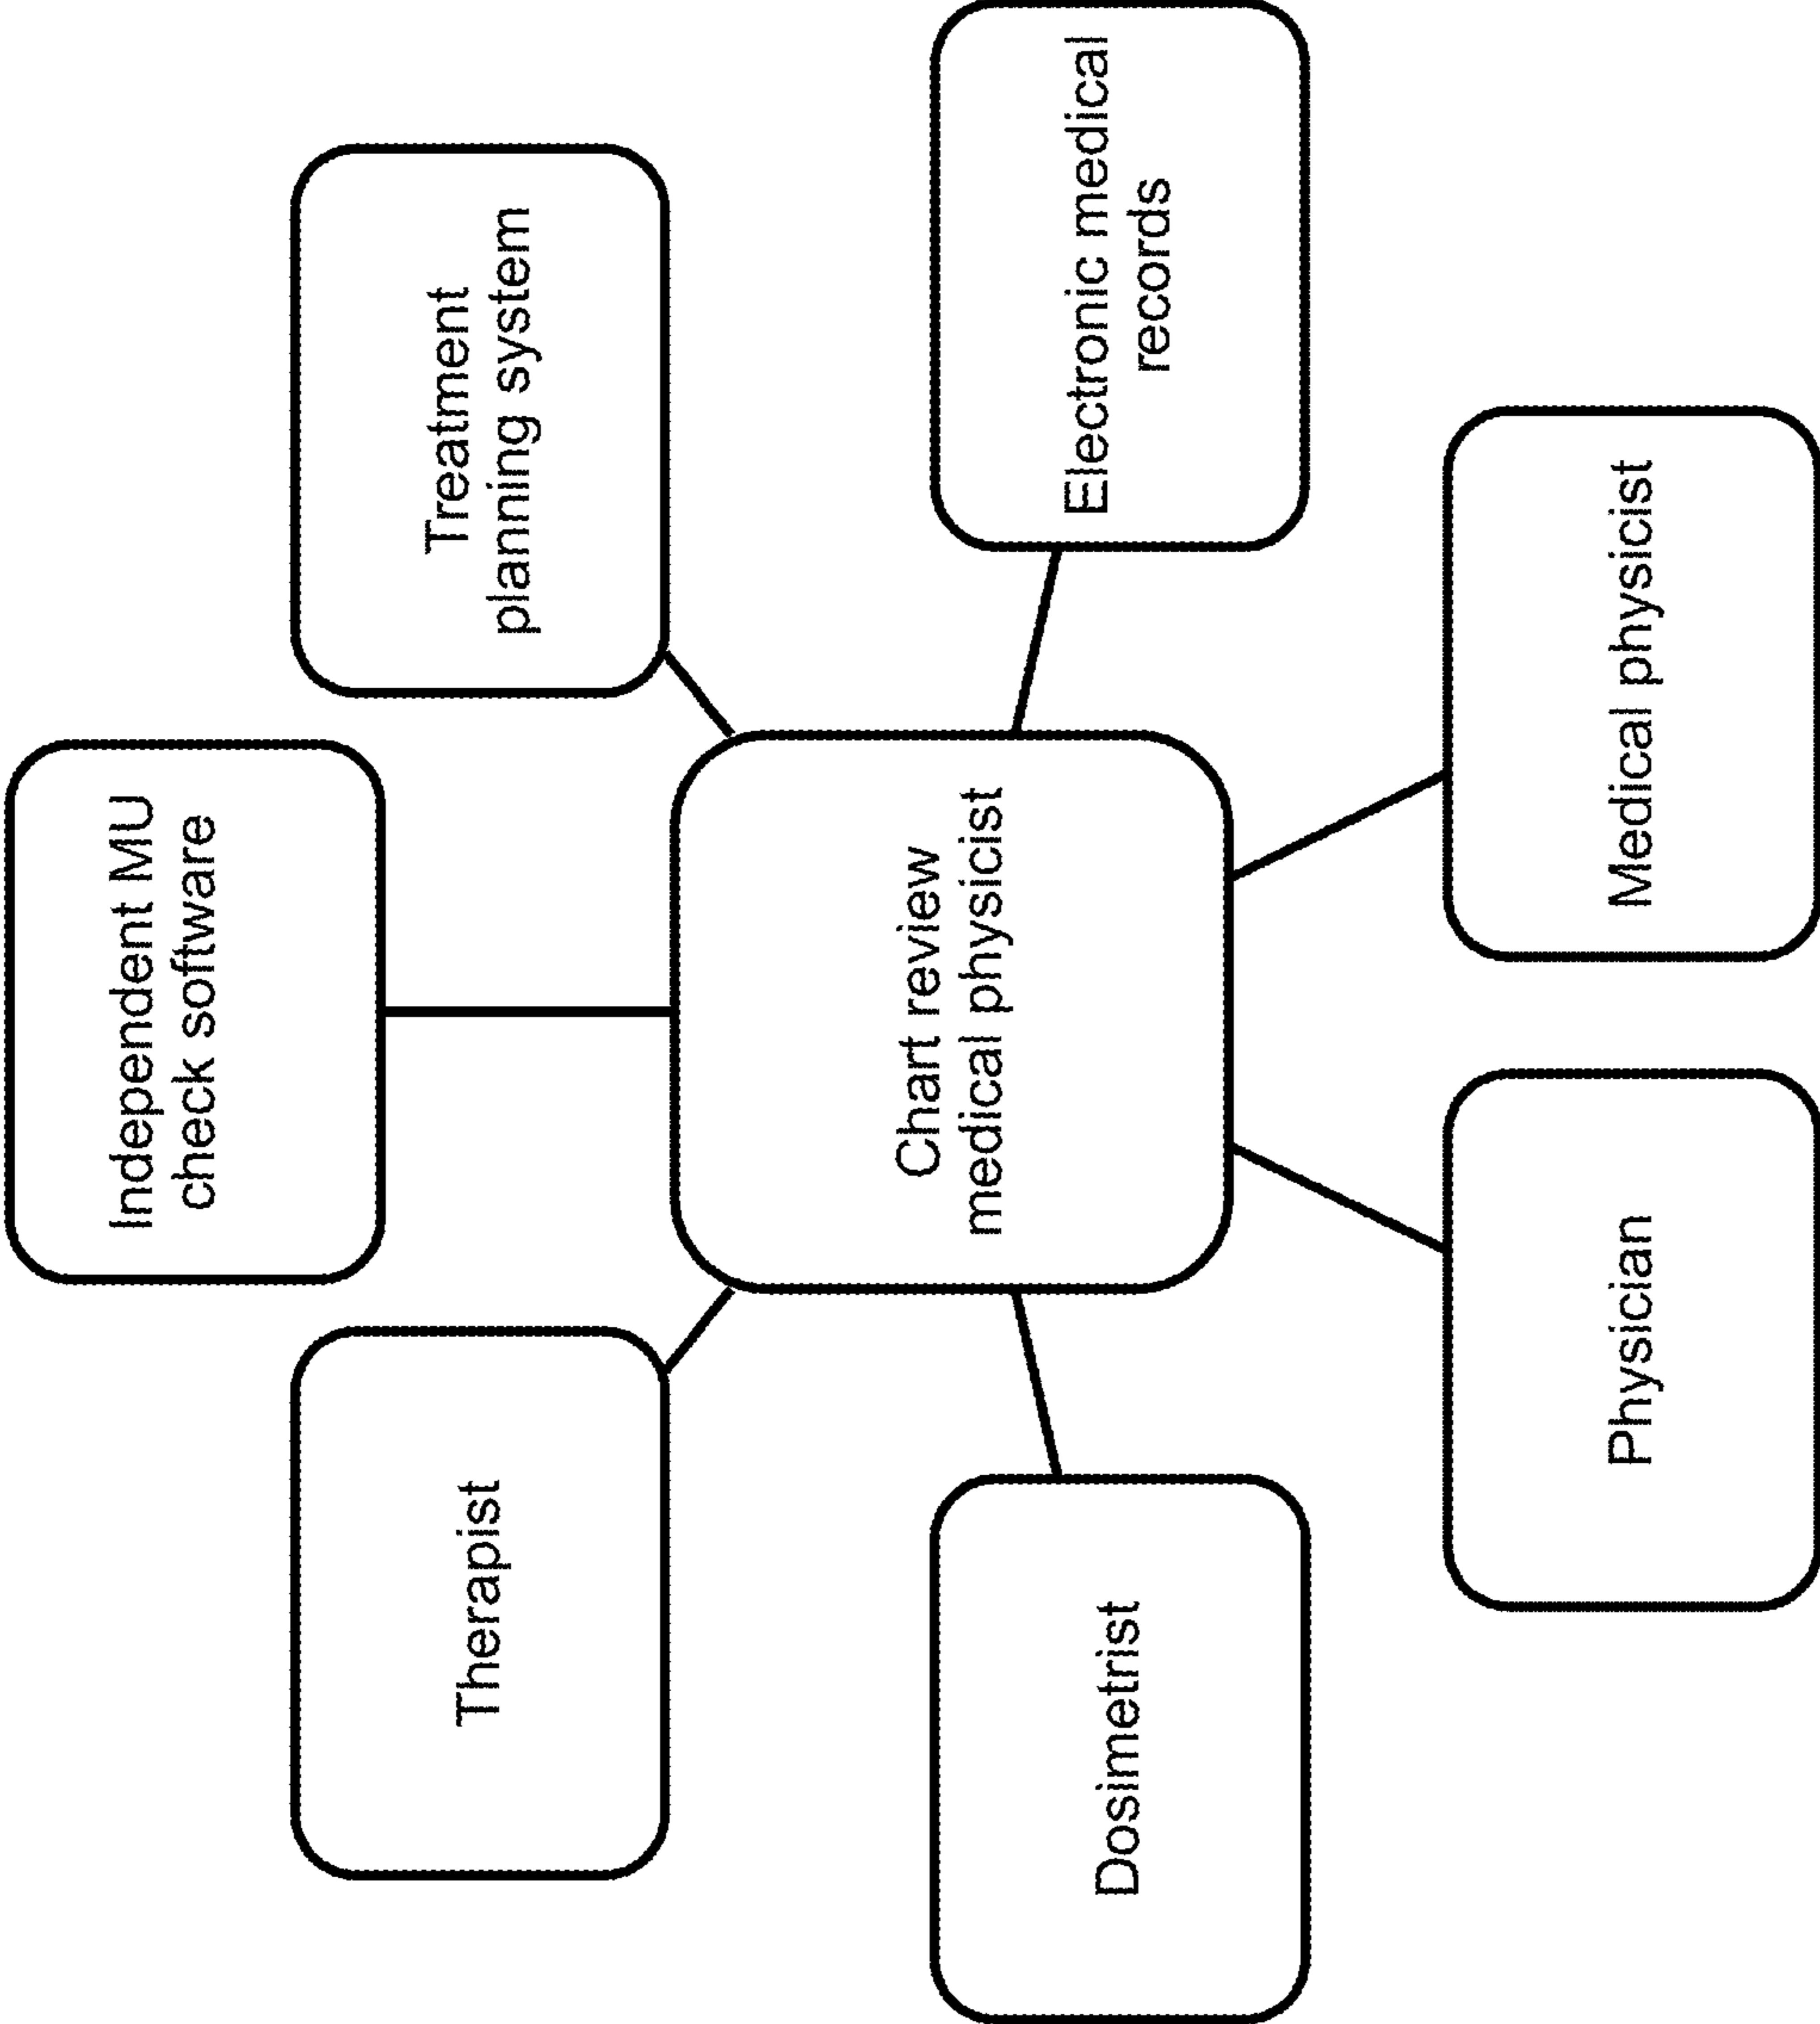 Independent MU
check software
Treatment
planning system
Electronic medical
records
Medical physicist
Physician
Dosimetrist
Therapist
Chart review
medical physicist